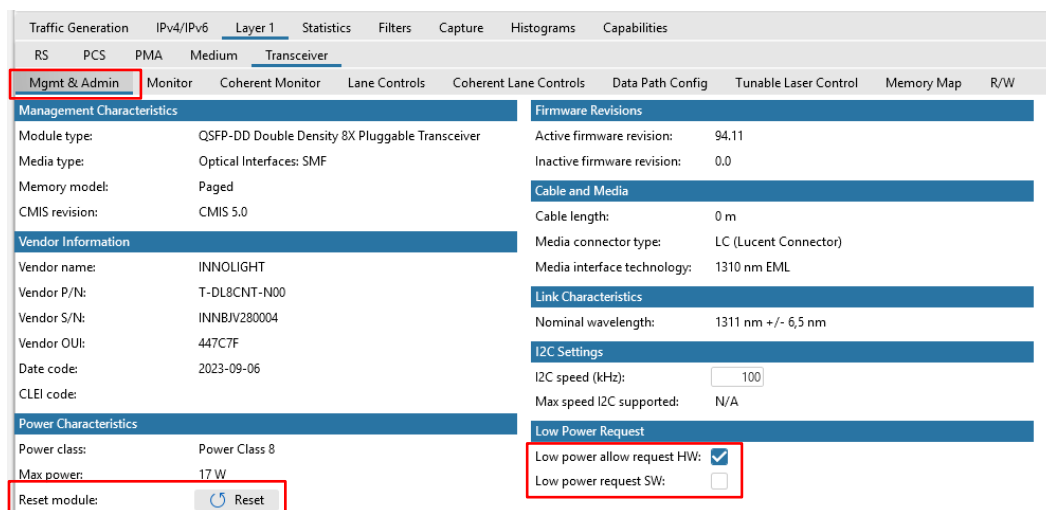 Traffic Generation IPv4/IPv6 Layer 1 Statistics Filters Capture Histograms Capabilities
RS PCS PMA Medium Transceiver
Mgmt & Admin Monitor Coherent Monitor Lane Controls Coherent Lane Controls Data Path Config Tunable Laser Control Memory Map R/W
Management Characteristics
Module type: QSFP-DD Double Density 8X Pluggable Transceiver
Media type: Optical Interfaces: SMF
Memory model: Paged
CMIS revision: CMIS 5.0
Vendor Information
Vendor name: INNOLIGHT
Vendor P/N: T-DL8CNT-N00
Vendor S/N: INNBJV280004
Vendor OUI: 447C7F
Date code: 2023-09-06
CLEI code:
Power Characteristics
Power class: Power Class 8
Max power: 17 W
Reset module: Reset
Firmware Revisions
Active firmware revision: 94.11
Inactive firmware revision: 0.0
Cable and Media
Cable length: 0 m
Media connector type: LC (Lucent Connector)
Media interface technology: 1310 nm EML
Link Characteristics
Nominal wavelength: 1311 nm +/- 6,5 nm
I2C Settings
I2C speed (kHz): 100
Max speed I2C supported: N/A
Low Power Request
Low power allow request HW:
Low power request SW: